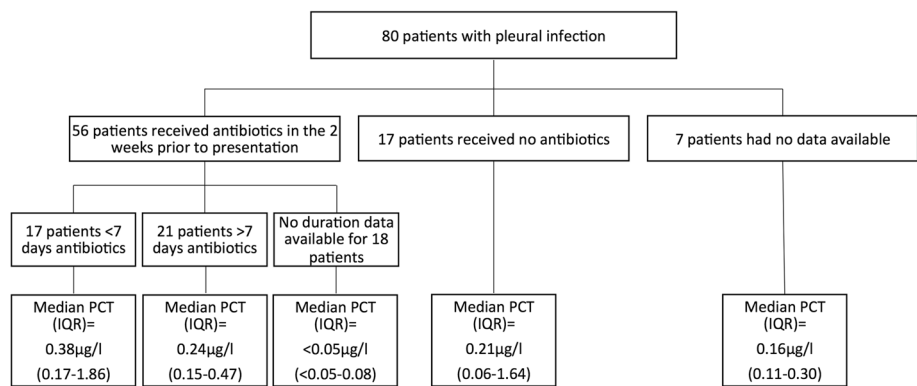 80 patients with pleural infection
56 patients received antibiotics in the 2
weeks prior to presentation
17 patients received no antibiotics
7 patients had no data available
17 patients <7
days antibiotics
21 patients >7
days antibiotics
No duration data
available for 18
patients
Median PCT
(IQR)=
0.38µg/l
(0.17-1.86)
Median PCT
(IQR)=
0.24µg/l
(0.15-0.47)
Median PCT
(IQR)=
<0.05µg/l
(<0.05-0.08)
Median PCT
(IQR)=
0.21µg/l
(0.06-1.64)
Median PCT
(IQR)=
0.16µg/l
(0.11-0.30)